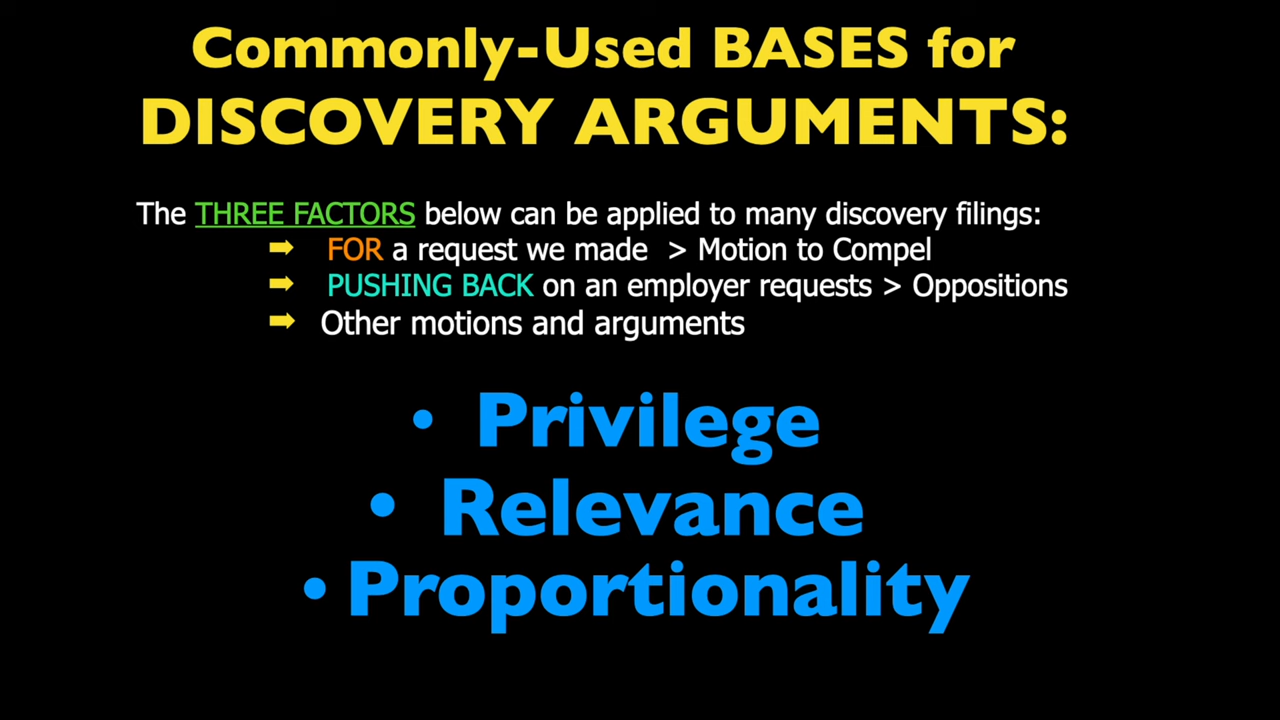 Commonly-Used BASES for
DISCOVERY ARGUMENTS:
The THREE FACTORS below can be applied to many discovery filings:
➡ FOR a request we made > Motion to Compel
➡ PUSHING BACK on an employer requests > Oppositions
➡ Other motions and arguments
• Privilege
• Relevance
• Proportionality